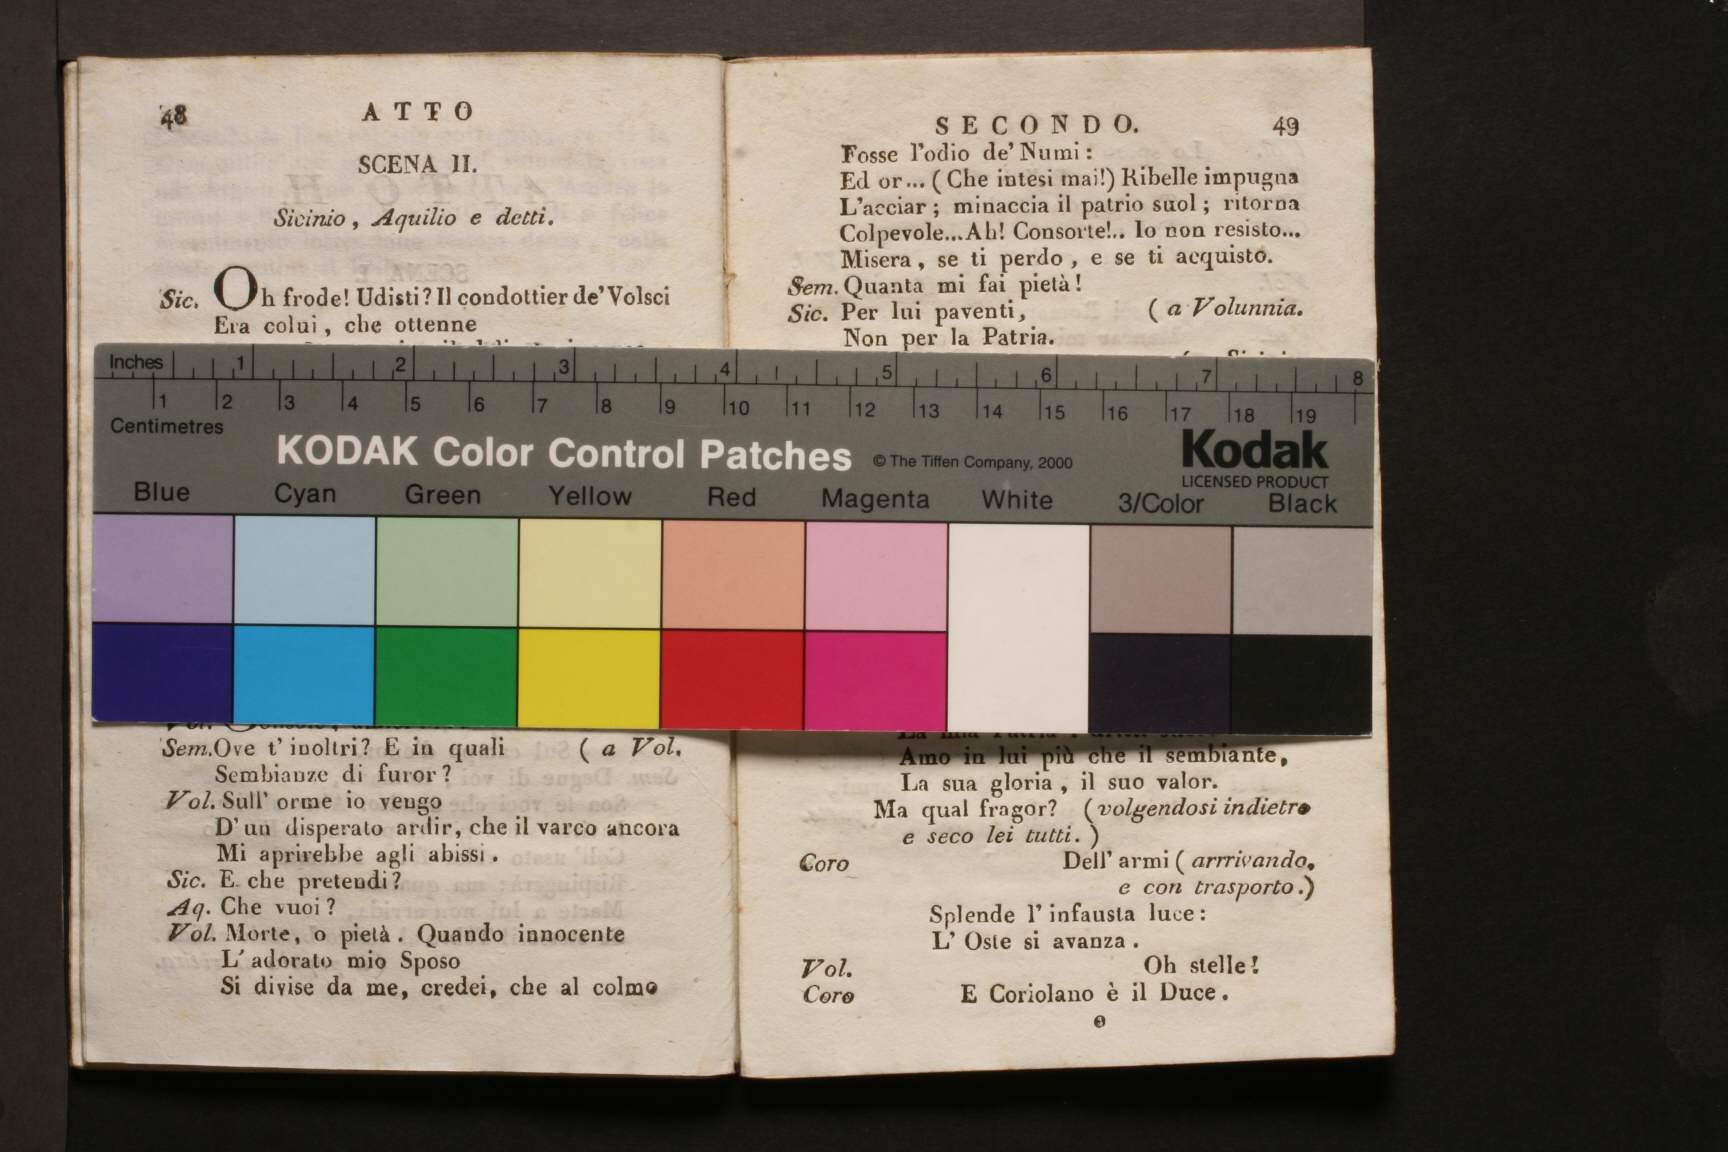 48
ATTO
SCENA II.
Sicinio, Aquilio e detti.
Sic. Oh frode! Udisti? Il condottier de' Volsci
Era colui, che ottenne
Inches 1 2 3 4 5 6 7 8
1 2 3 4 5 6 7 8 9 10 11 12 13 14 15 16 17 18 19
Centimetres
KODAK Color Control Patches © The Tiffen Company, 2000
Kodak
LICENSED PRODUCT
Blue Cyan Green Yellow Red Magenta White 3/Color Black
Sem. Ove t' inoltri? E in quali ( a Vol.
Sembianze di furor?
Vol. Sull' orme io vengo
D' un disperato ardir, che il varco ancora
Mi aprirebbe agli abissi.
Sic. E che pretendi?
Aq. Che vuoi?
Vol. Morte, o pietà. Quando innocente
L' adorato mio Sposo
Si divise da me, credei, che al colmo
SECONDO.
49
Fosse l'odio de' Numi:
Ed or... (Che intesi mai!) Ribelle impugna
L'acciar; minaccia il patrio suol; ritorna
Colpevole...Ah! Consorte!.. Io non resisto...
Misera, se ti perdo, e se ti acquisto.
Sem. Quanta mi fai pietà!
Sic. Per lui paventi, ( a Volunnia.
Non per la Patria.
Amo in lui più che il sembiante,
La sua gloria, il suo valor.
Ma qual fragor? (volgendosi indietro
e seco lei tutti.)
Coro Dell' armi ( arrrivando,
e con trasporto.)
Splende l' infausta luce:
L' Oste si avanza.
Vol. Oh stelle!
Coro E Coriolano è il Duce.